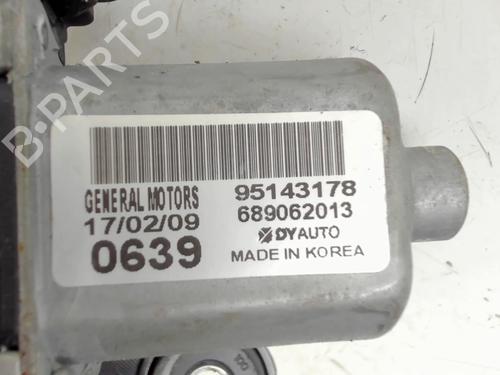 B-PARTS
GENERAL MOTORS 95143178
17/02/09 689062013
0639 DYAUTO
MADE IN KOREA